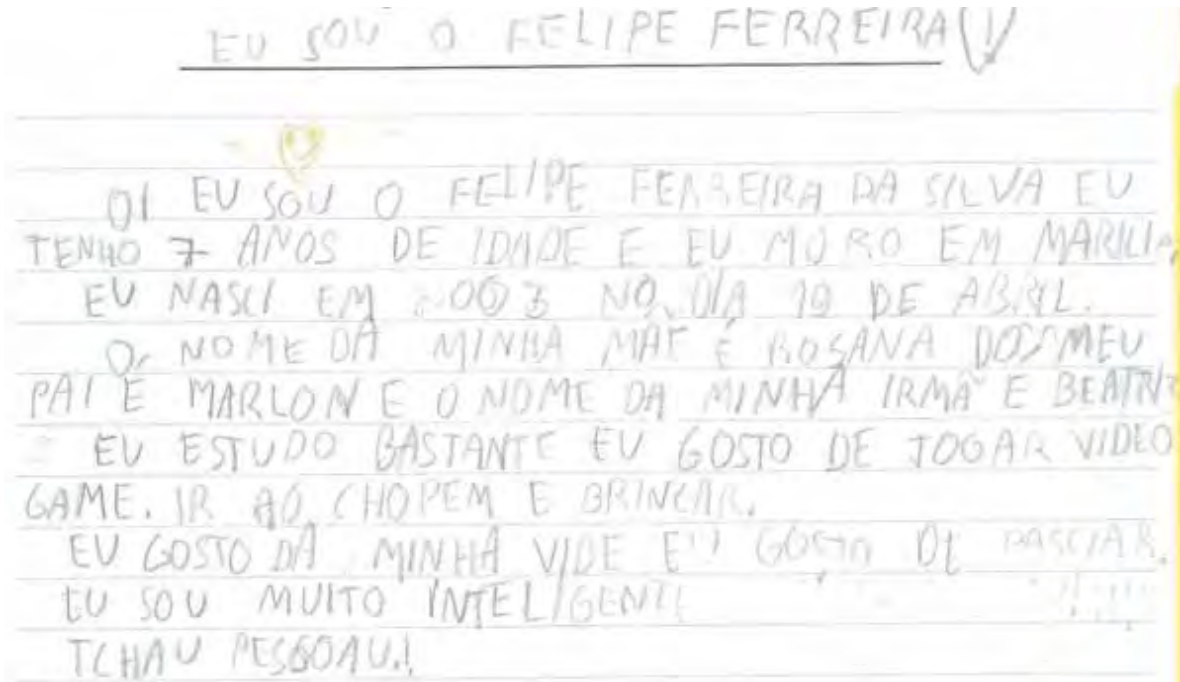 EU SOU O FELIPE FERREIRA!
OI EU SOU O FELIPE FERREIRA DA SILVA EU
TENHO 7 ANOS DE IDADE E EU MORO EM MARILIA
EU NASCI EM 2003 NO DIA 19 DE ABRIL.
O NOME DA MINHA MAE É ROSANA DO MEU
PAI E MARLON E O NOME DA MINHA IRMÃ E BEATRIZ
EU ESTUDO BASTANTE EU GOSTO DE JOGAR VIDEO
GAME. IR AO CHOPEM E BRINCAR.
EU GOSTO DA MINHA VIDE EU GOSTO DE PASCIAR.
EU SOU MUITO INTELIGENTE
TCHAU PESSOAU.!